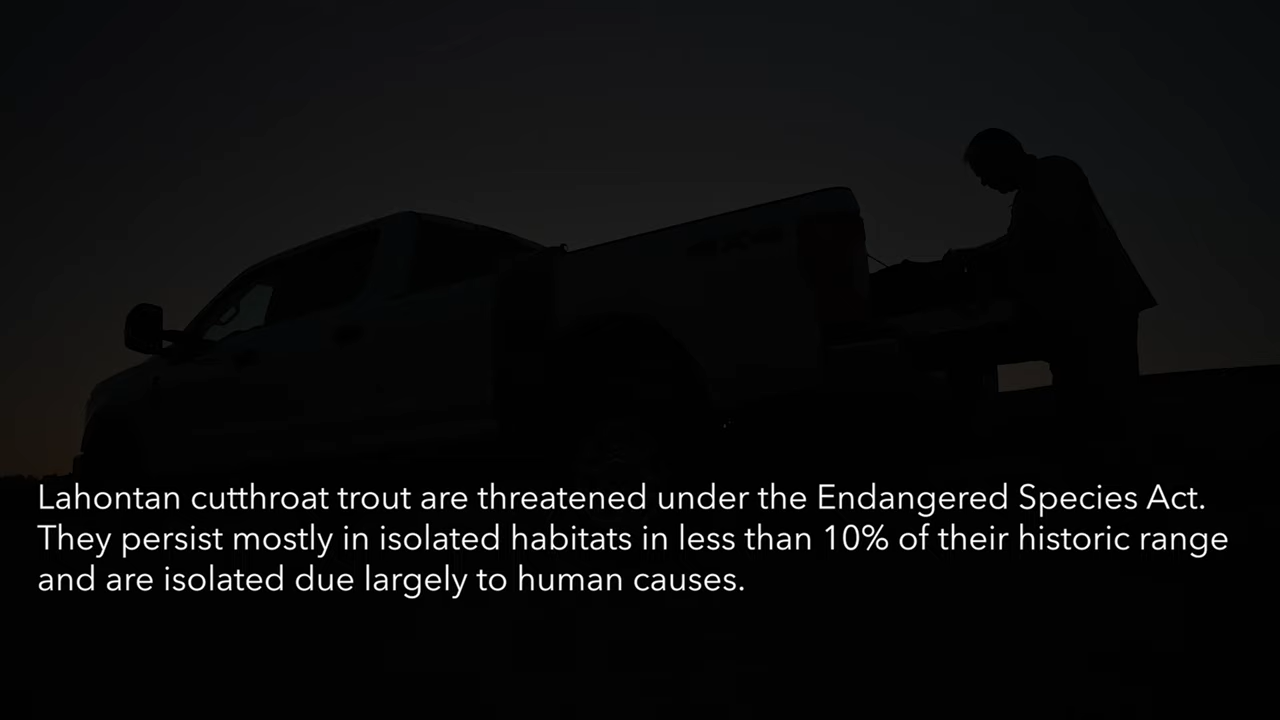 Lahontan cutthroat trout are threatened under the Endangered Species Act.
They persist mostly in isolated habitats in less than 10% of their historic range
and are isolated due largely to human causes.